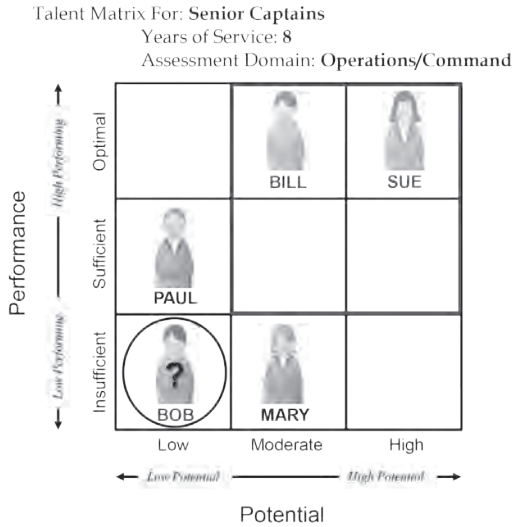 Talent Matrix For: Senior Captains
Years of Service: 8
Assessment Domain: Operations/Command
Performance
High Performing
Low Performing
Optimal
Sufficient
Insufficient
BILL
SUE
PAUL
?
BOB
MARY
Low
Moderate
High
Low Potential
High Potential
Potential